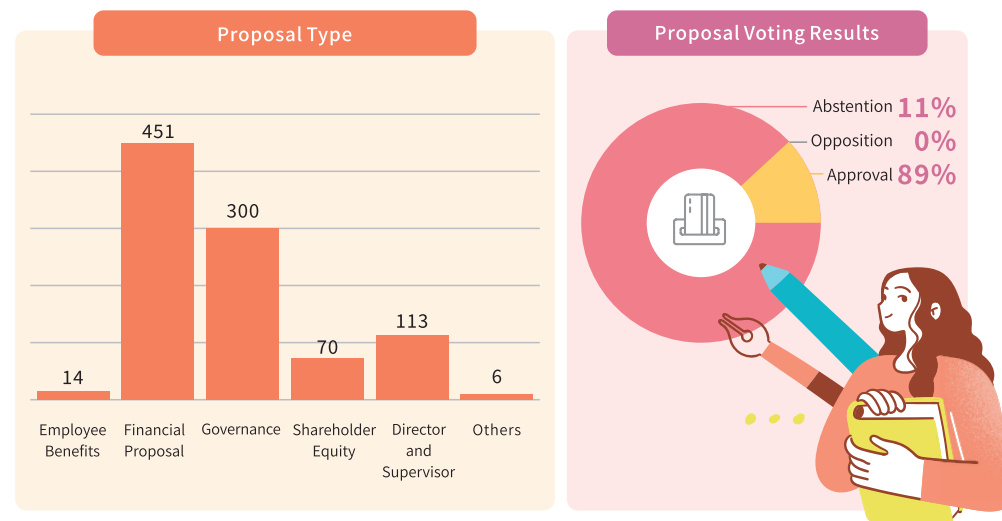 Proposal Type
451
300
113
70
14
6
Employee
Benefits
Financial
Proposal
Governance
Shareholder
Equity
Director
and
Supervisor
Others
Proposal Voting Results
Abstention 11%
Opposition 0%
Approval 89%